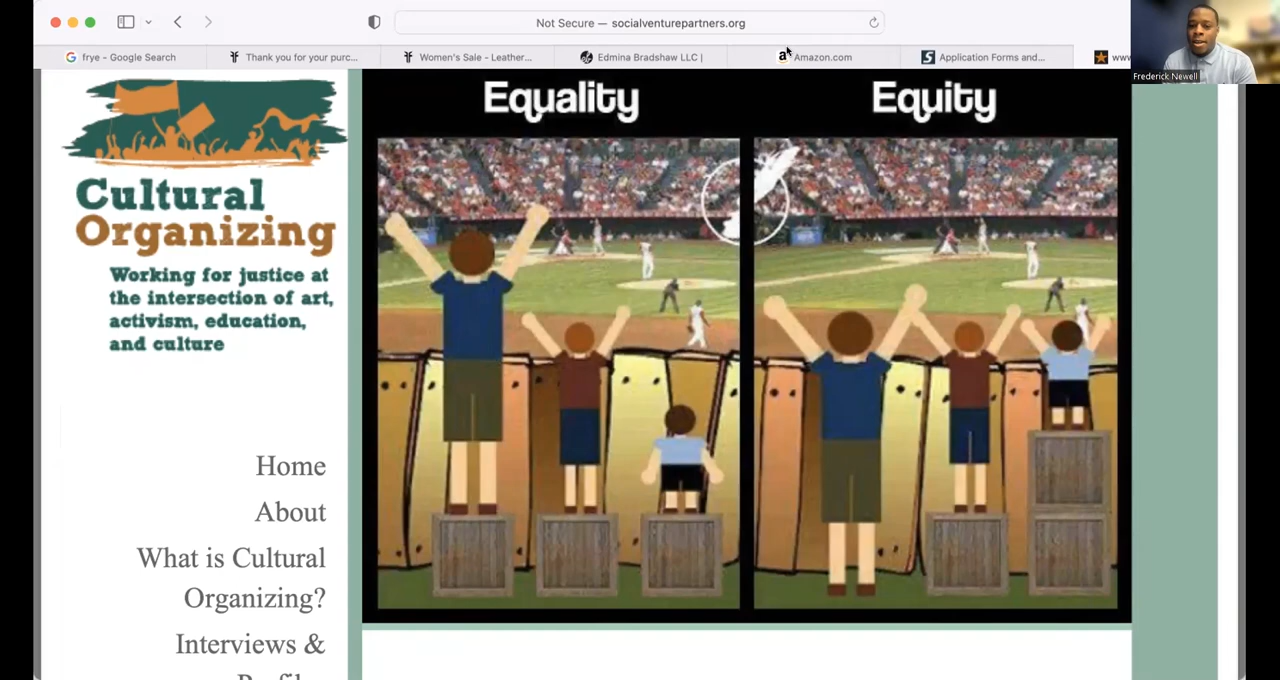 Not Secure — socialventurepartners.org
frye - Google Search
Thank you for your purc...
Women's Sale - Leather...
Edmina Bradshaw LLC |
Amazon.com
Application Forms and...
www
Frederick Newell
Cultural
Organizing
Working for justice at
the intersection of art,
activism, education,
and culture
Home
About
What is Cultural
Organizing?
Interviews &
Equality
Equity